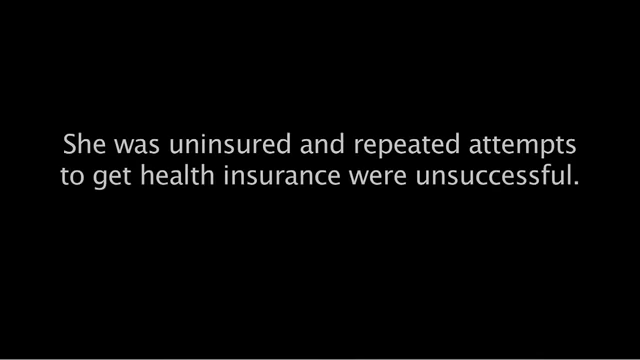 She was uninsured and repeated attempts
to get health insurance were unsuccessful.